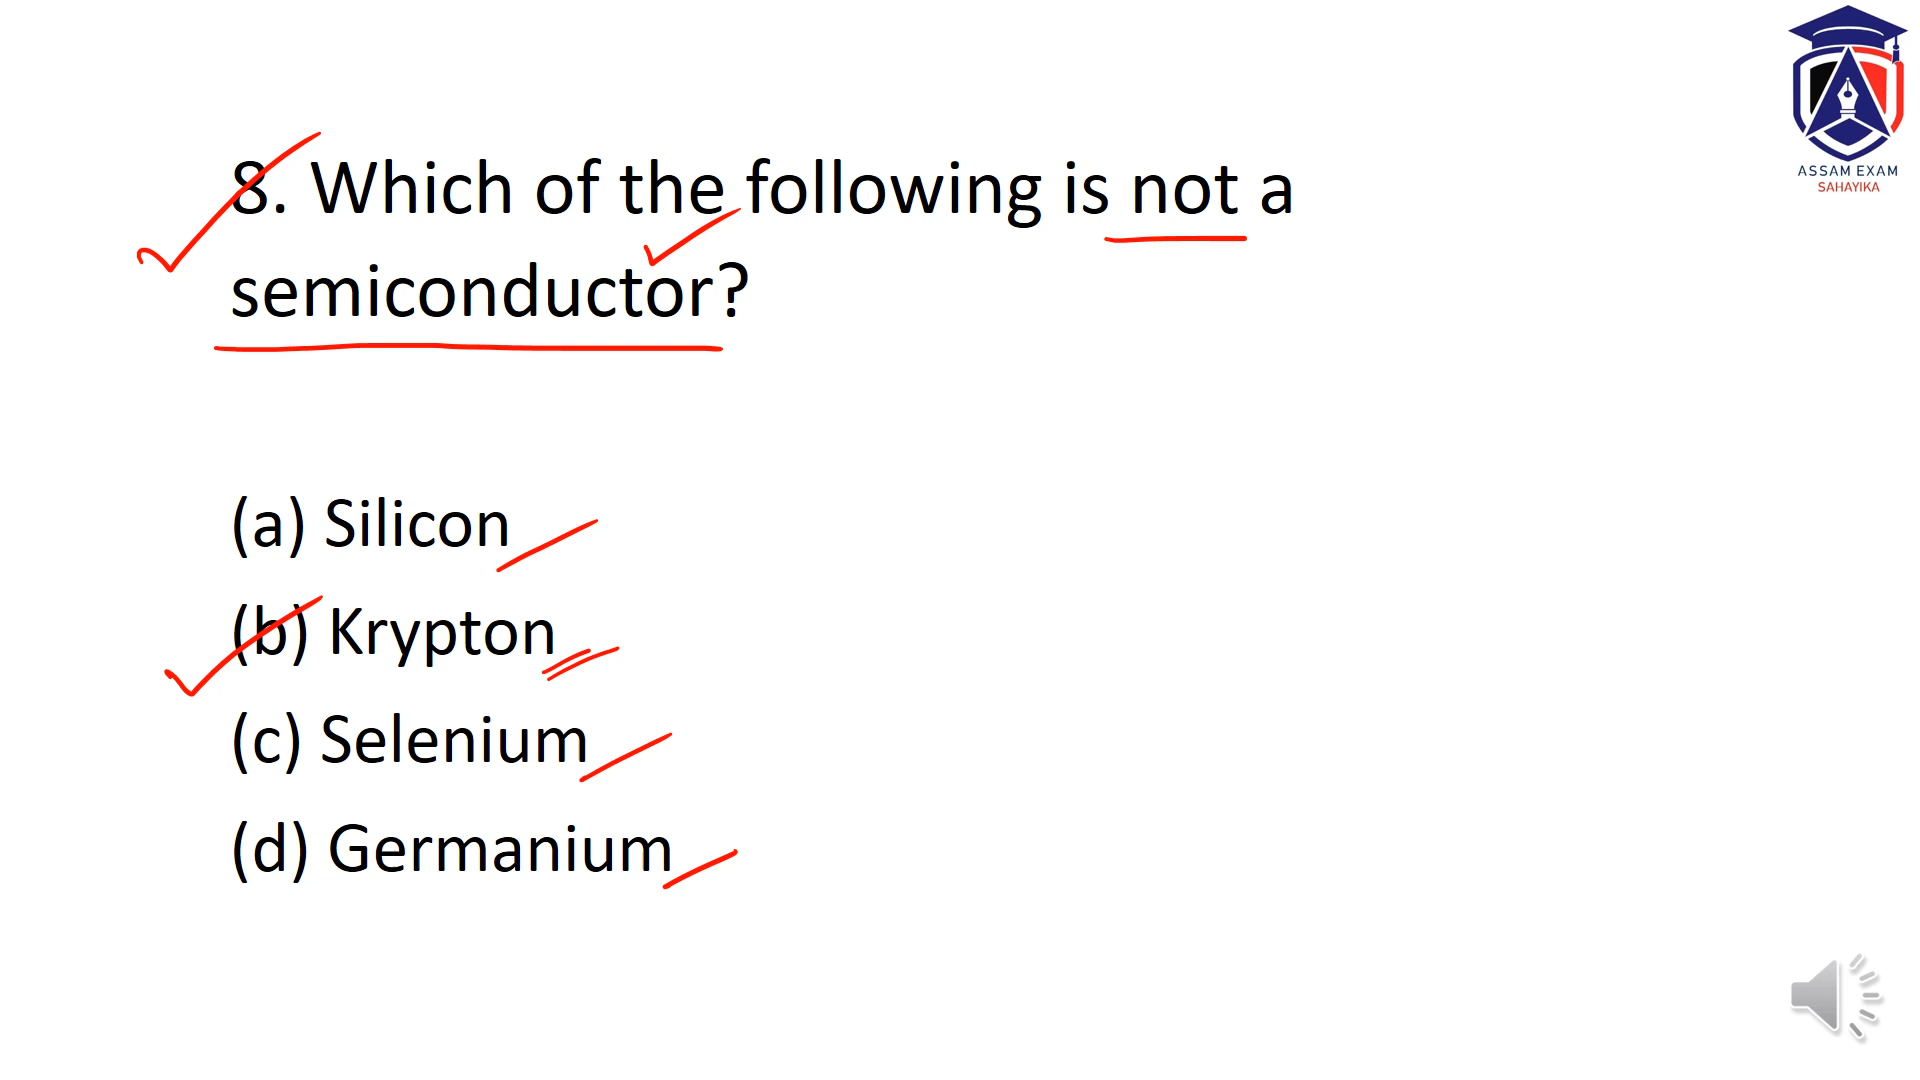 ASSAM EXAM
SAHAYIKA
8. Which of the following is not a
semiconductor?
(a) Silicon
(b) Krypton
(c) Selenium
(d) Germanium